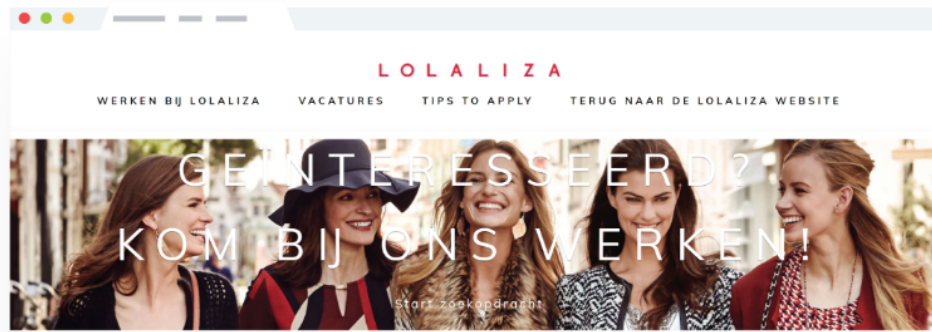 LOLALIZA
WERKEN BIJ LOLALIZA VACATURES TIPS TO APPLY TERUG NAAR DE LOLALIZA WEBSITE
GEÏNTERESSEERD?
KOM BIJ ONS WERKEN!
Start zoekopdracht